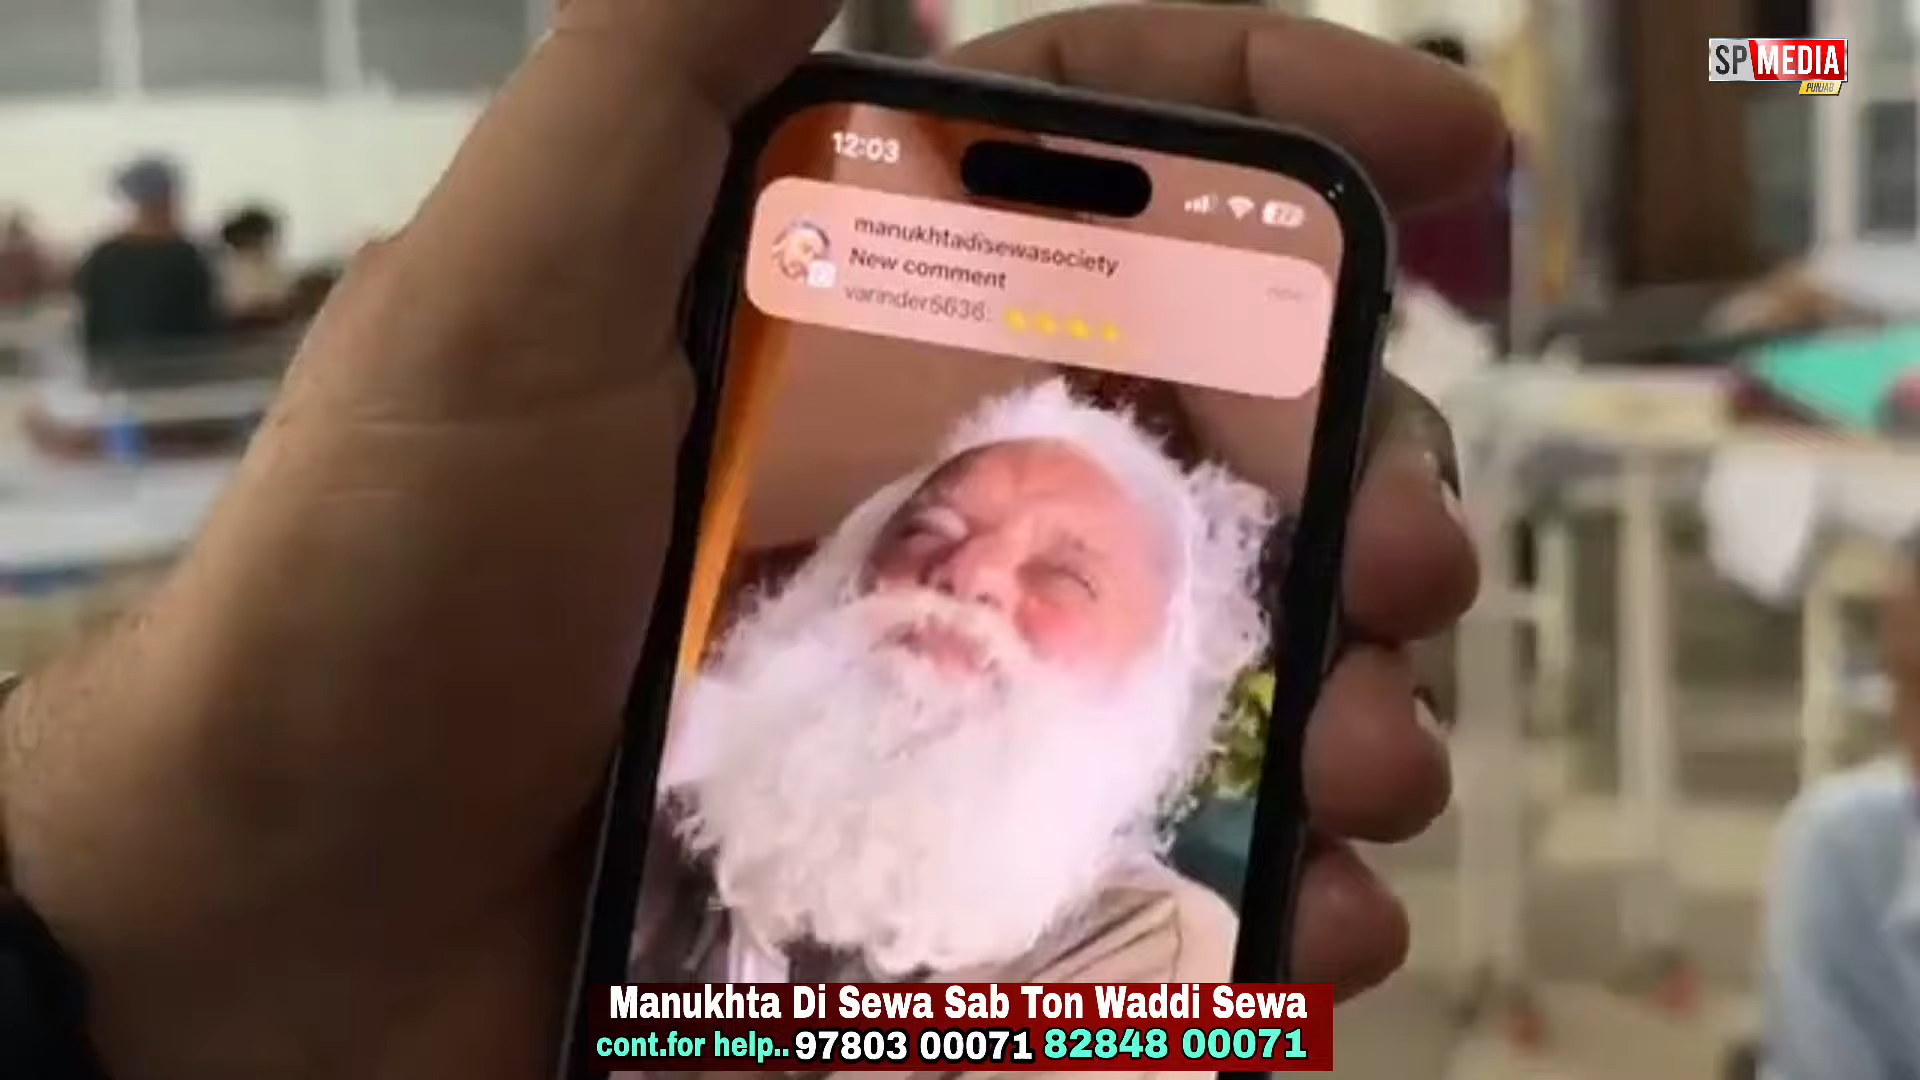 SP MEDIA
PUNJAB
12:03
manukhtadisewasociety
New comment
now
varinder5636:
Manukhta Di Sewa Sab Ton Waddi Sewa
cont.for help.. 97803 00071 82848 00071